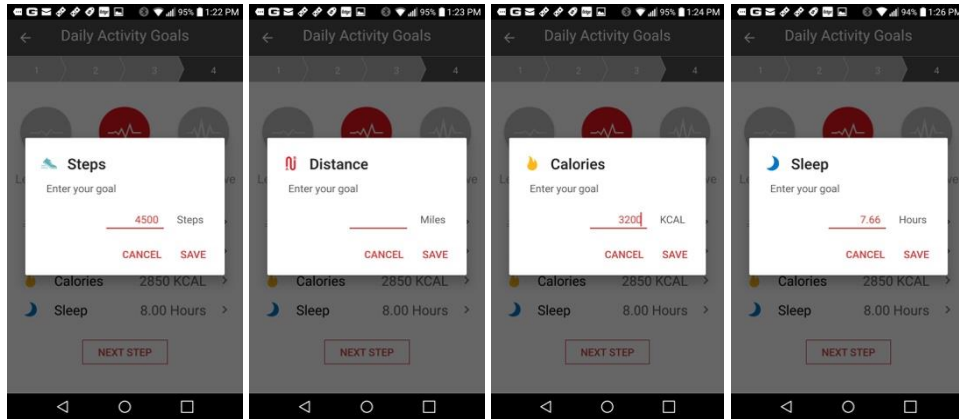 95% 1:22 PM
Daily Activity Goals
1 2 3 4
Steps
Enter your goal
4500 Steps
CANCEL SAVE
Calories 2850 KCAL >
Sleep 8.00 Hours >
NEXT STEP
95% 1:23 PM
Daily Activity Goals
1 2 3 4
Distance
Enter your goal
Miles
CANCEL SAVE
Calories 2850 KCAL >
Sleep 8.00 Hours >
NEXT STEP
95% 1:24 PM
Daily Activity Goals
1 2 3 4
Calories
Enter your goal
3200 KCAL
CANCEL SAVE
Calories 2850 KCAL >
Sleep 8.00 Hours >
NEXT STEP
94% 1:26 PM
Daily Activity Goals
1 2 3 4
Sleep
Enter your goal
7.66 Hours
CANCEL SAVE
Calories 2850 KCAL >
Sleep 8.00 Hours >
NEXT STEP